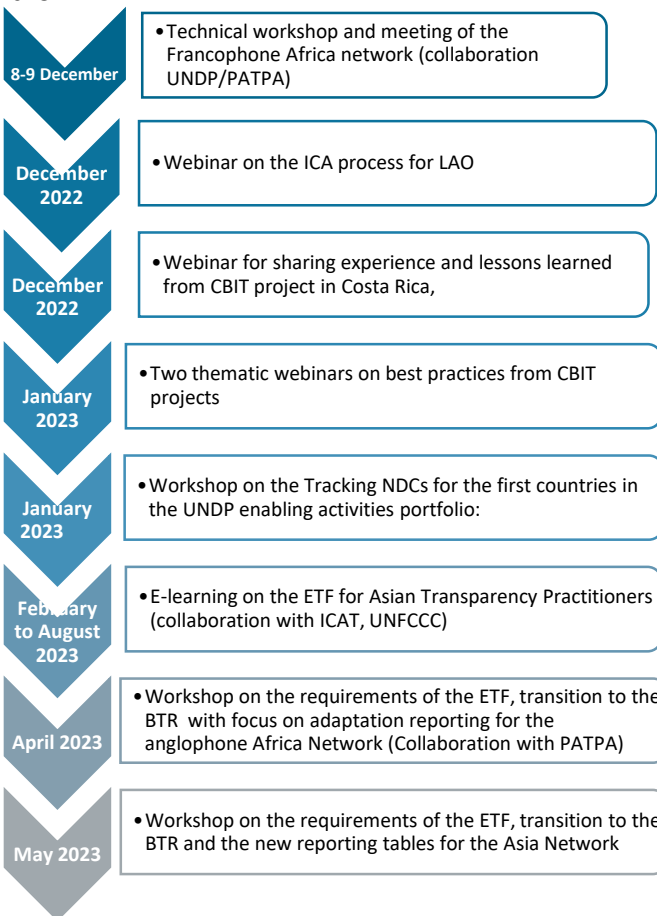 8-9 December
•Technical workshop and meeting of the
Francophone Africa network (collaboration
UNDP/PATPA)
December
2022
•Webinar on the ICA process for LAO
December
2022
•Webinar for sharing experience and lessons learned
from CBIT project in Costa Rica,
January
2023
•Two thematic webinars on best practices from CBIT
projects
January
2023
•Workshop on the Tracking NDCs for the first countries in
the UNDP enabling activities portfolio:
February
to August
2023
•E-learning on the ETF for Asian Transparency Practitioners
(collaboration with ICAT, UNFCCC)
April 2023
•Workshop on the requirements of the ETF, transition to the
BTR with focus on adaptation reporting for the
anglophone Africa Network (Collaboration with PATPA)
May 2023
•Workshop on the requirements of the ETF, transition to the
BTR and the new reporting tables for the Asia Network